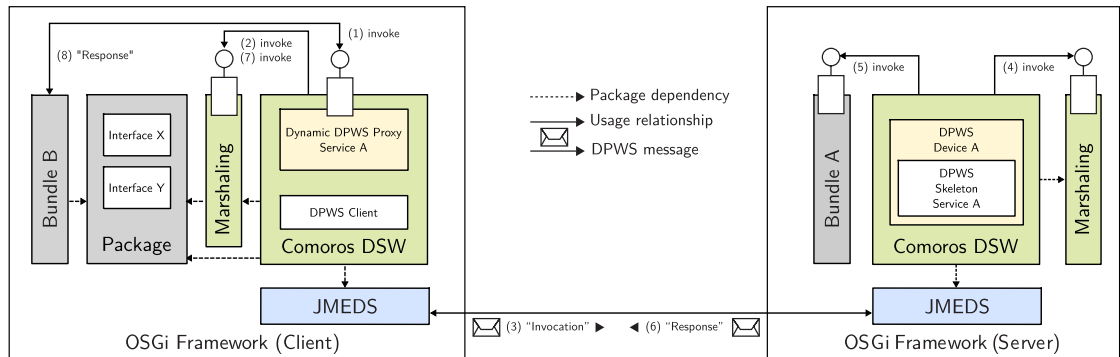 (8) "Response"
(2) invoke
(7) invoke
(1) invoke
Bundle B
Interface X
Interface Y
Package
Marshaling
Dynamic DPWS Proxy
Service A
DPWS Client
Comoros DSW
JMEDS
OSGi Framework (Client)
Package dependency
Usage relationship
DPWS message
(3) “Invocation”
(6) “Response”
(5) invoke
(4) invoke
Bundle A
DPWS
Device A
DPWS
Skeleton
Service A
Comoros DSW
Marshaling
JMEDS
OSGi Framework (Server)